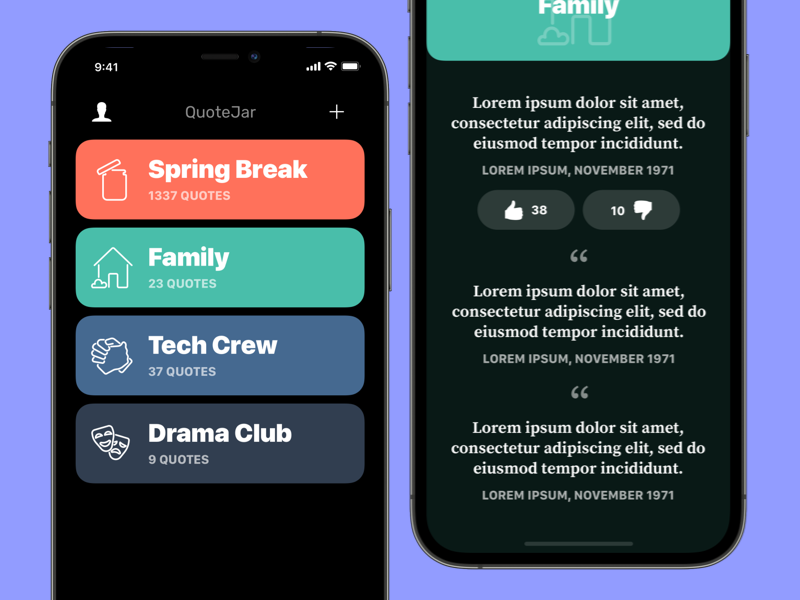 9:41
QuoteJar
Spring Break
1337 QUOTES
Family
23 QUOTES
Tech Crew
37 QUOTES
Drama Club
9 QUOTES
Family
Lorem ipsum dolor sit amet,
consectetur adipiscing elit, sed do
eiusmod tempor incididunt.
LOREM IPSUM, NOVEMBER 1971
38
10
“
Lorem ipsum dolor sit amet,
consectetur adipiscing elit, sed do
eiusmod tempor incididunt.
LOREM IPSUM, NOVEMBER 1971
“
Lorem ipsum dolor sit amet,
consectetur adipiscing elit, sed do
eiusmod tempor incididunt.
LOREM IPSUM, NOVEMBER 1971